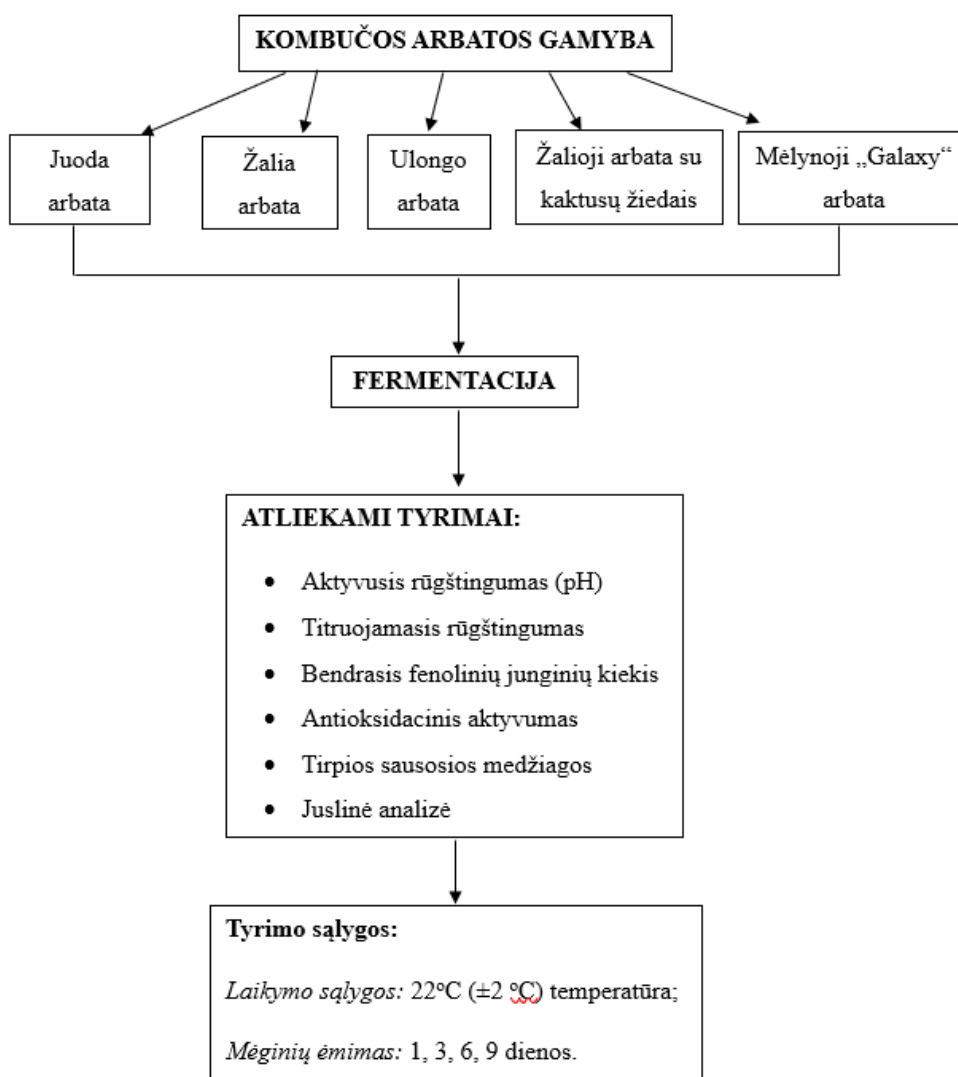 KOMBUČOS ARBATOS GAMYBA
Juoda
arbata
Žalia
arbata
Ulongo
arbata
Žalioji arbata su
kaktusų žiedais
Mėlynoji „Galaxy“
arbata
FERMENTACIJA
ATLIEKAMI TYRIMAI:
• Aktyvusis rūgštingumas (pH)
• Titruojamasis rūgštingumas
• Bendrasis fenolinių junginių kiekis
• Antioksidacinis aktyvumas
• Tirpios sausosios medžiagos
• Juslinė analizė
Tyrimo sąlygos:
Laikymo sąlygos: 22°C (±2 °C) temperatūra;
Mėginių ėmimas: 1, 3, 6, 9 dienos.